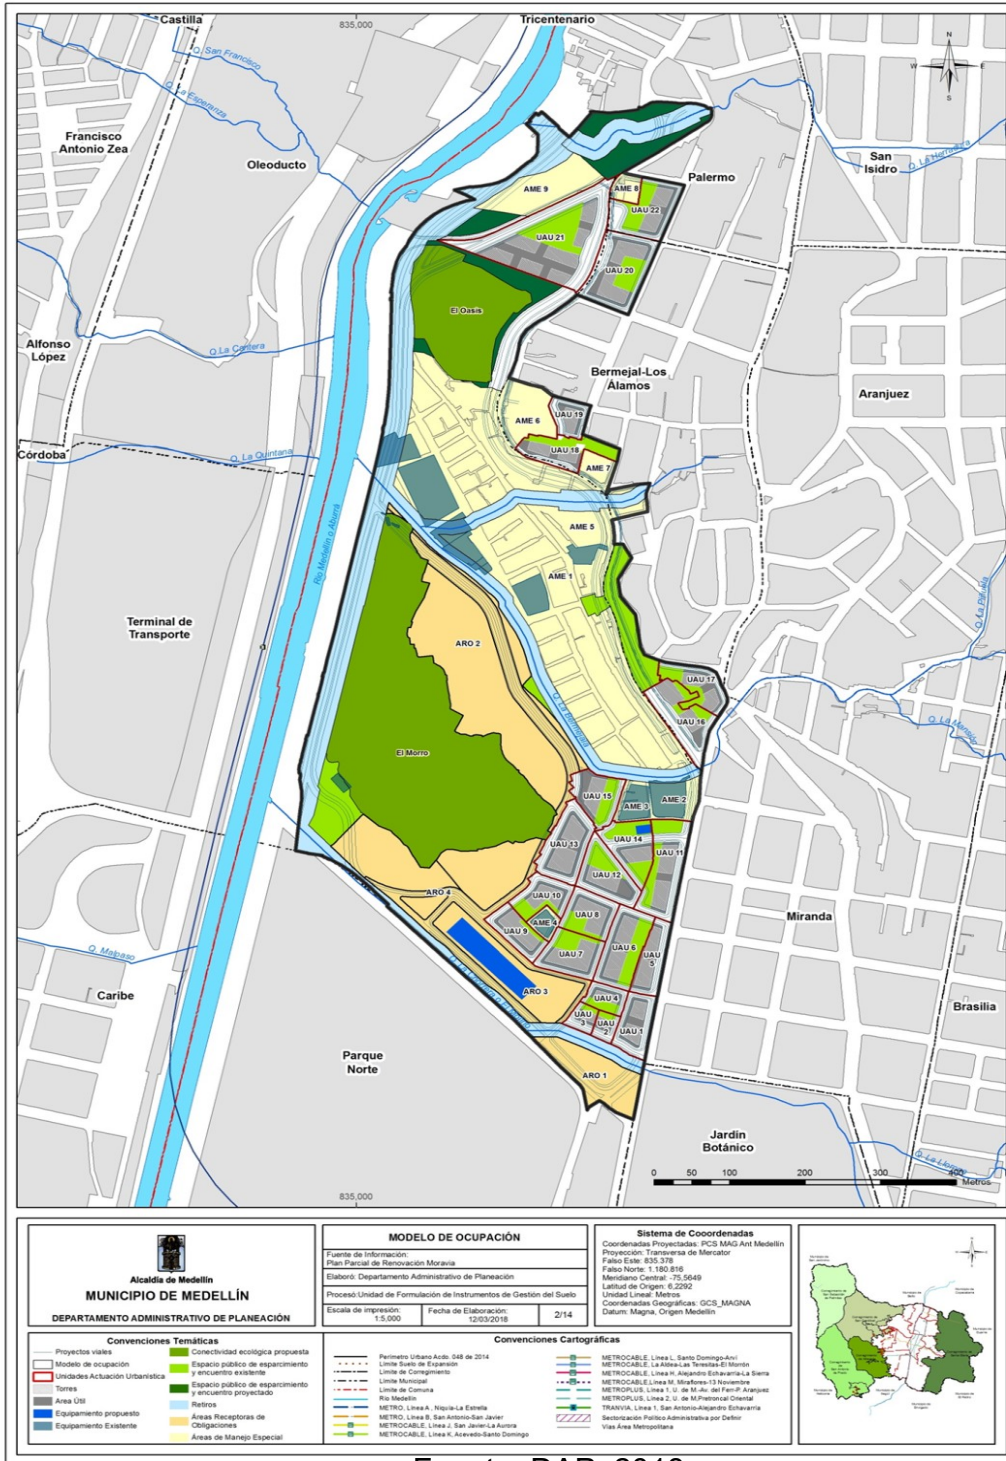 835,000
Castilla
Tricentenario
Q. San Francisco
Q. La Esperanza
Francisco
Antonio Zea
Oleoducto
N
W
E
S
San
Isidro
Palermo
AME 9
AME 8
UAU 22
UAU 21
UAU 20
El Oasis
Alfonso
López
Q. La Cantera
Bermejal-Los
Álamos
Aranjuez
AME 6
UAU 19
UAU 18
AME 7
Córdoba
Q. La Quintana
Río Medellín o Aburrá
AME 5
AME 1
Terminal de
Transporte
ARO 2
Q. La Bermejala
UAU 17
UAU 16
El Morro
UAU 15
AME 3
AME 2
UAU 14
UAU 13
UAU 11
UAU 12
ARO 4
UAU 10
AME 4
UAU 8
UAU 9
UAU 7
UAU 6
UAU 5
Miranda
Q. Malpaso
Caribe
ARO 3
UAU 4
UAU 3
UAU 2
UAU 1
Brasilia
Parque
Norte
ARO 1
Jardín
Botánico
0 50 100 200 300 400
Metros
835,000
Alcaldía de Medellín
MUNICIPIO DE MEDELLÍN
DEPARTAMENTO ADMINISTRATIVO DE PLANEACIÓN
MODELO DE OCUPACIÓN
Fuente de Información:
Plan Parcial de Renovación Moravia
Elaboró: Departamento Administrativo de Planeación
Procesó:Unidad de Formulación de Instrumentos de Gestión del Suelo
Escala de impresión:
1:5,000
Fecha de Elaboración:
12/03/2018
2/14
Sistema de Cooordenadas
Coordenadas Proyectadas: PCS MAG Ant Medellín
Proyección: Transversa de Mercator
Falso Este: 835.378
Falso Norte: 1.180.816
Meridiano Central: -75,5649
Latitud de Origen: 6,2292
Unidad Lineal: Metros
Coordenadas Geográficas: GCS_MAGNA
Datum: Magna, Origen Medellín
Convenciones Temáticas
Proyectos viales
Modelo de ocupación
Unidades Actuación Urbanística
Torres
Área Útil
Equipamiento propuesto
Equipamiento Existente
Conectividad ecológica propuesta
Espacio público de esparcimiento
y encuentro existente
Espacio público de esparcimiento
y encuentro proyectado
Retiros
Áreas Receptoras de
Obligaciones
Áreas de Manejo Especial
Convenciones Cartográficas
Perímetro Urbano Acdo. 048 de 2014
Límite Suelo de Expansión
Límite de Corregimiento
Límite Municipal
Límite de Comuna
Río Medellín
METRO, Línea A , Niquía-La Estrella
METRO, Línea B, San Antonio-San Javier
METROCABLE, Línea J, San Javier-La Aurora
METROCABLE, Línea K, Acevedo-Santo Domingo
METROCABLE, Línea L, Santo Domingo-Arví
METROCABLE, La Aldea-Las Teresitas-El Morrón
METROCABLE, Línea H, Alejandro Echavarría-La Sierra
METROCABLE, Línea M, Miraflores-13 Noviembre
METROPLUS, Línea 1, U. de M.-Av. del Ferr-P. Aranjuez
METROPLUS, Línea 2, U. de M.Pretroncal Oriental
TRANVIA, Línea 1, San Antonio-Alejandro Echavarría
Sectorización Político Administrativa por Definir
Vías Área Metropolitana